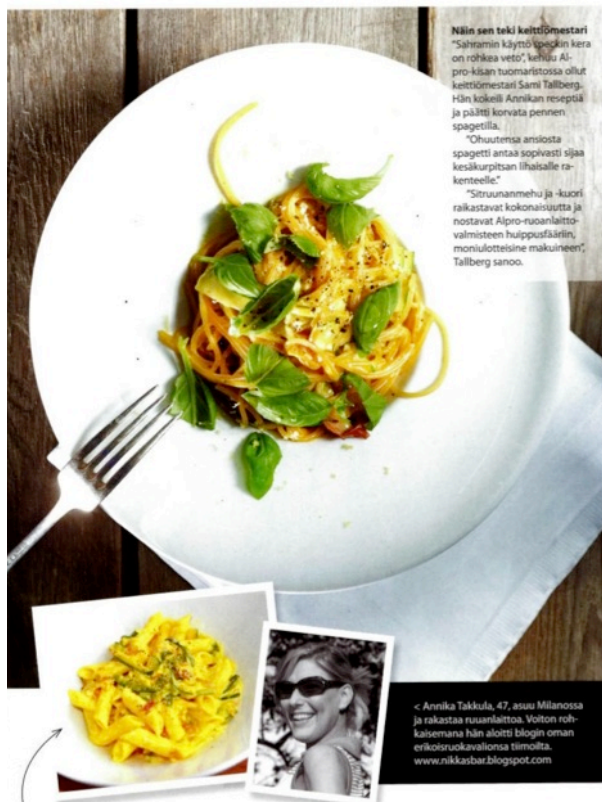 Näin sen teki keittiömestari
"Sahramin käyttö speckin kera
on rohkea veto", kehuu Al-
pro-kisan tuomaristossa ollut
keittiömestari Sami Tallberg.
Hän kokeili Annikan reseptiä
ja päätti korvata pennen
spagetilla.
"Ohuutensa ansiosta
spagetti antaa sopivasti sijaa
kesäkurpitsan lihaisalle ra-
kenteelle."
"Sitruunanmehu ja -kuori
raikastavat kokonaisuutta ja
nostavat Alpro-ruoanlaitto-
valmisteen huippusfääriin,
moniulotteisine makuineen",
Tallberg sanoo.
< Annika Takkula, 47, asuu Milanossa
ja rakastaa ruuanlaittoa. Voiton roh-
kaisemana hän aloitti blogin oman
erikoisruokavalionsa tiimoilta.
www.nikkasbar.blogspot.com